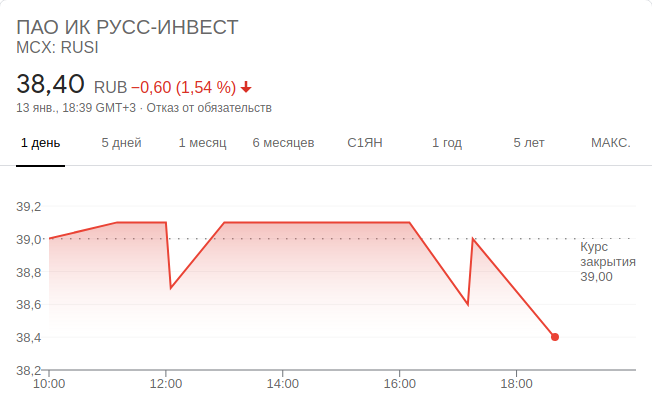 ПАО ИК РУСС-ИНВЕСТ
MCX: RUSI
38,40 RUB −0,60 (1,54 %)
13 янв., 18:39 GMT+3 · Отказ от обязательств
1 день 5 дней 1 месяц 6 месяцев С1ЯН 1 год 5 лет МАКС.
39,2
39,0
Курс
закрытия
39,00
38,8
38,6
38,4
38,2
10:00 12:00 14:00 16:00 18:00